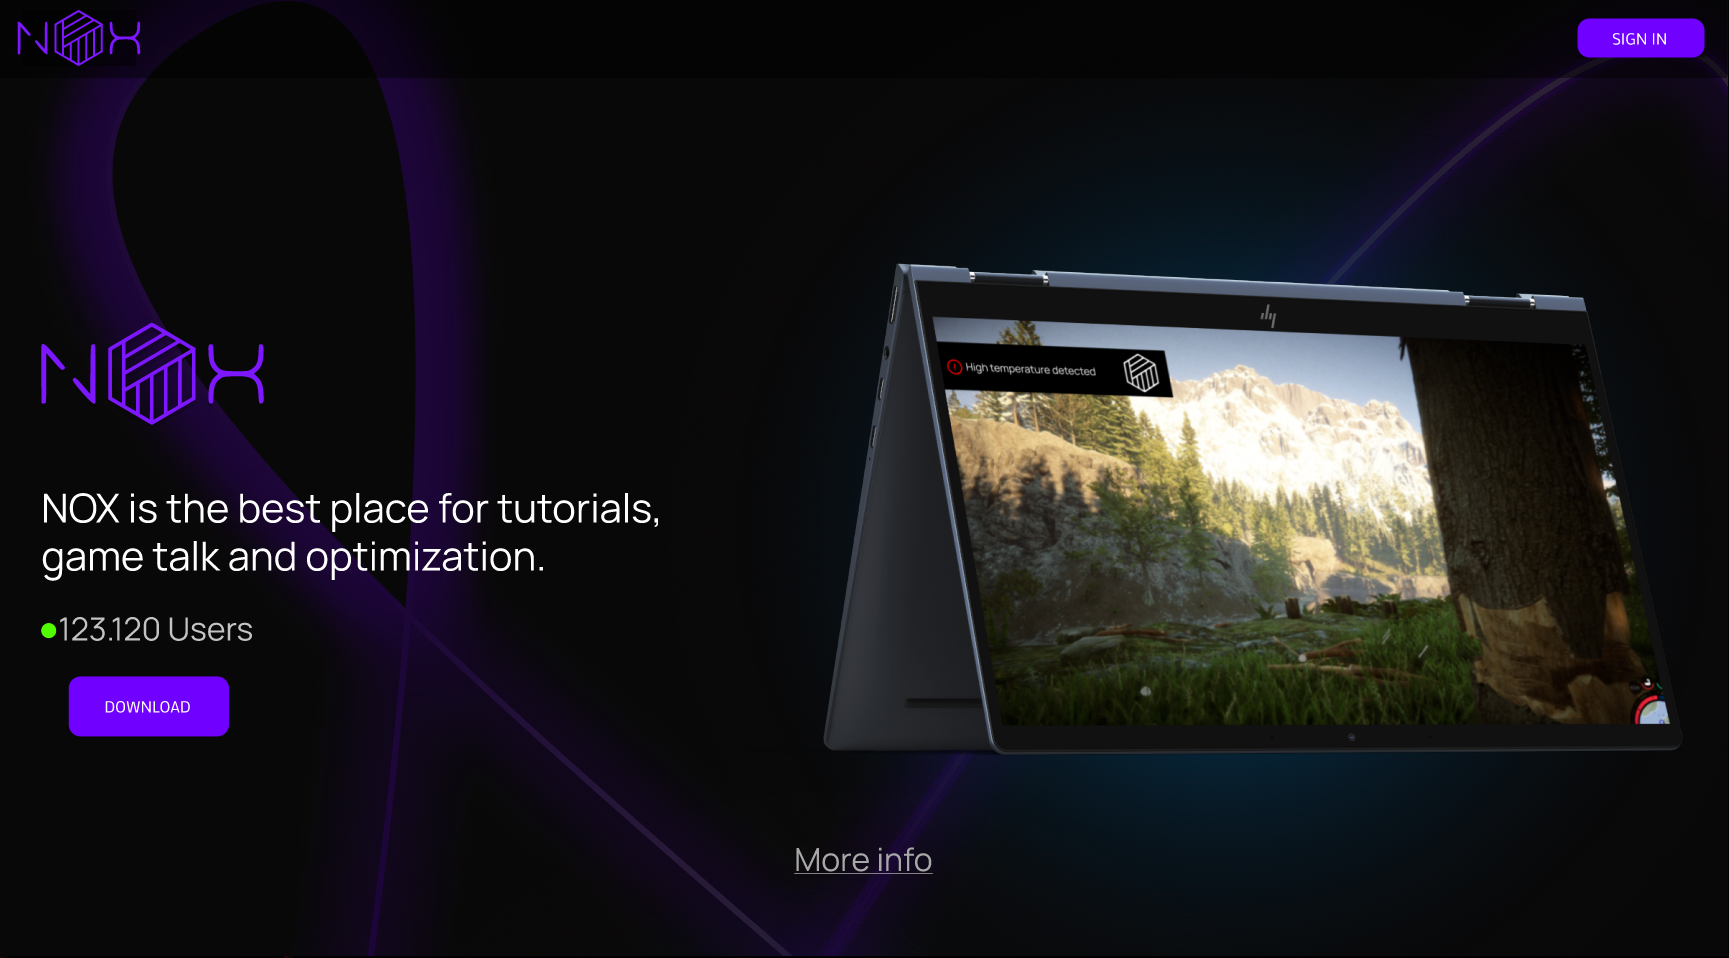 NOX
SIGN IN
NOX
NOX is the best place for tutorials,
game talk and optimization.
123.120 Users
DOWNLOAD
hp
High temperature detected
More info